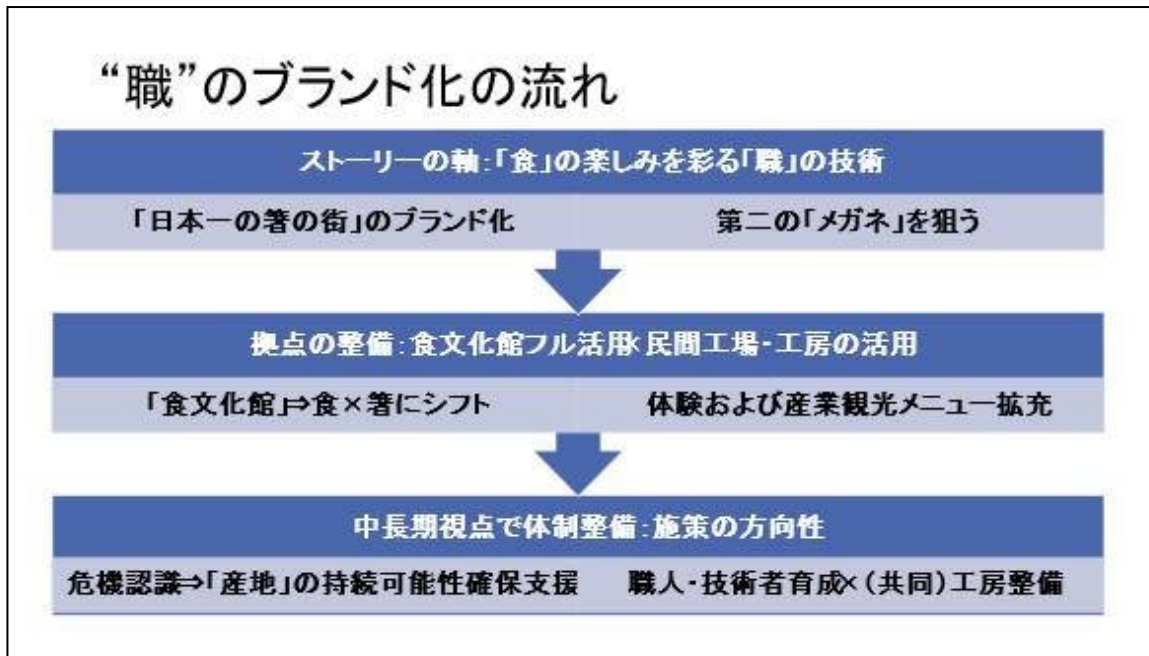 “職”のブランド化の流れ
ストーリーの軸:「食」の楽しみを彩る「職」の技術
「日本一の箸の街」のブランド化
第二の「メガネ」を狙う
拠点の整備:食文化館フル活用×民間工場・工房の活用
「食文化館」⇒食×箸にシフト
体験および産業観光メニュー拡充
中長期視点で体制整備:施策の方向性
危機認識⇒「産地」の持続可能性確保支援
職人・技術者育成×(共同)工房整備